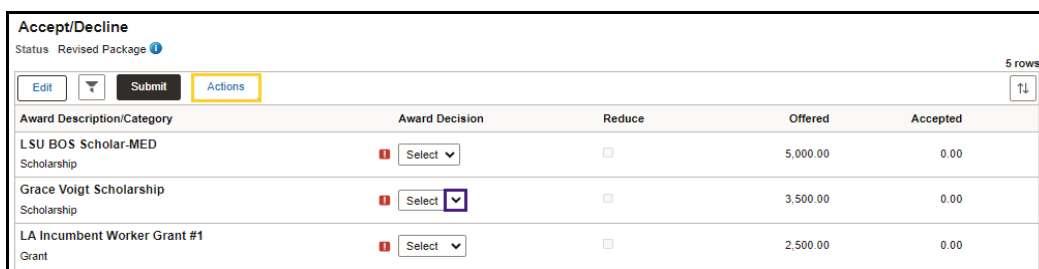 Accept/Decline
Status Revised Package
5 rows
Edit Submit Actions
Award Description/Category Award Decision Reduce Offered Accepted
LSU BOS Scholar-MED
Scholarship
Select 5,000.00 0.00
Grace Voigt Scholarship
Scholarship
Select 3,500.00 0.00
LA Incumbent Worker Grant #1
Grant
Select 2,500.00 0.00